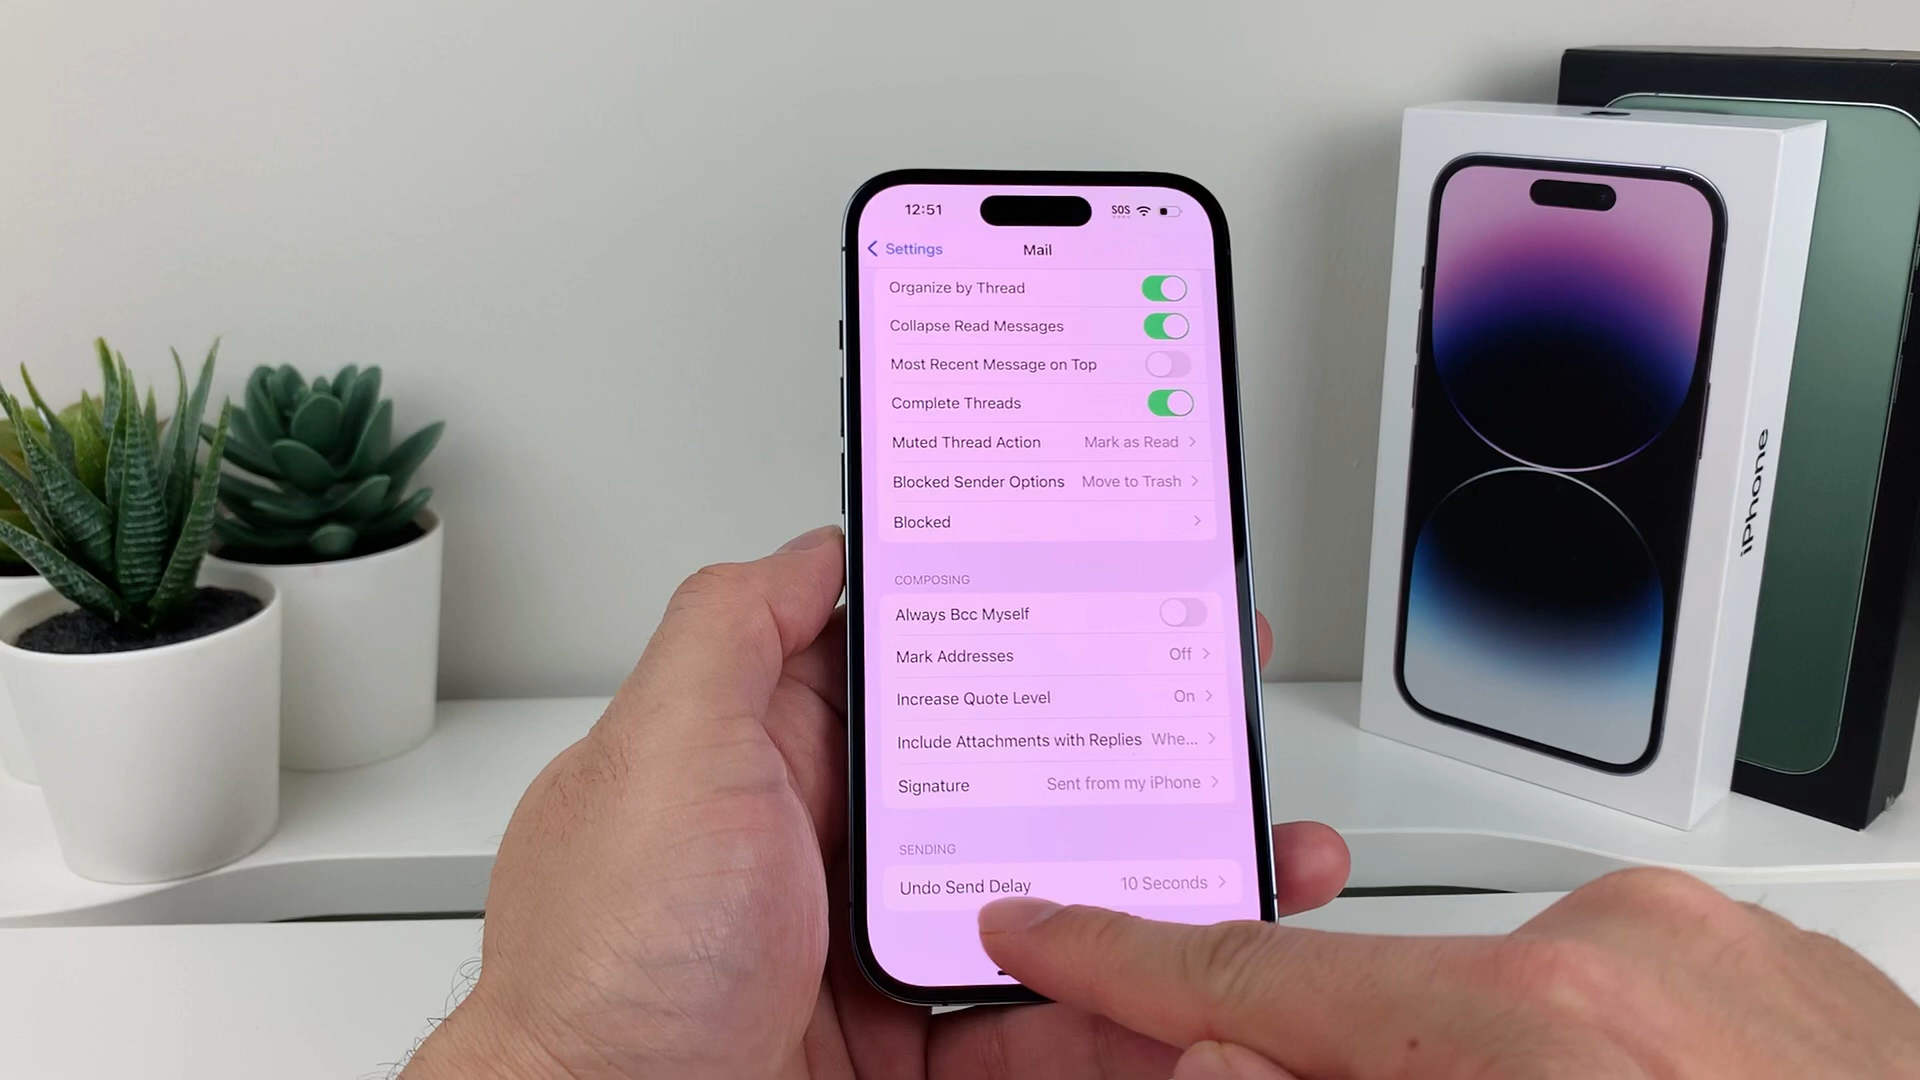 12:51 SOS
Settings Mail
Organize by Thread
Collapse Read Messages
Most Recent Message on Top
Complete Threads
Muted Thread Action Mark as Read
Blocked Sender Options Move to Trash
Blocked
COMPOSING
Always Bcc Myself
Mark Addresses Off
Increase Quote Level On
Include Attachments with Replies Whe...
Signature Sent from my iPhone
SENDING
Undo Send Delay 10 Seconds
iPhone